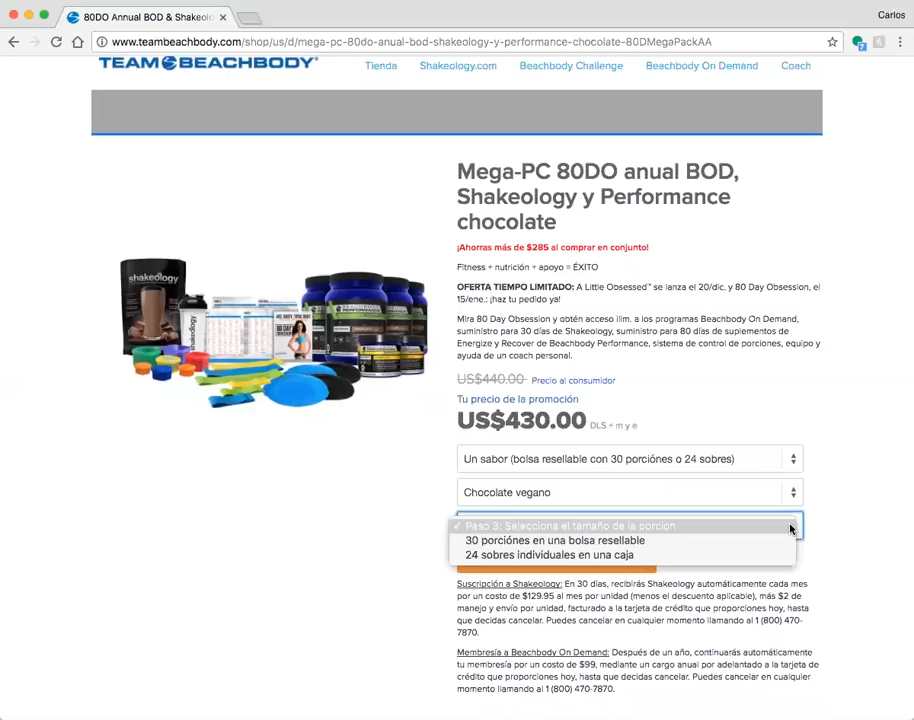 80DO Annual BOD & Shakeolo
Carlos
www.teambeachbody.com/shop/us/d/mega-pc-80do-anual-bod-shakeology-y-performance-chocolate-80DMegaPackAA
TEAM BEACHBODY
Tienda Shakeology.com Beachbody Challenge Beachbody On Demand Coach
Mega-PC 80DO anual BOD,
Shakeology y Performance
chocolate
¡Ahorras más de $285 al comprar en conjunto!
Fitness + nutrición + apoyo = ÉXITO
OFERTA TIEMPO LIMITADO: A Little Obsessed™ se lanza el 20/dic. y 80 Day Obsession, el
15/ene.: ¡haz tu pedido ya!
Mira 80 Day Obsession y obtén acceso ilim. a los programas Beachbody On Demand,
suministro para 30 días de Shakeology, suministro para 80 días de suplementos de
Energize y Recover de Beachbody Performance, sistema de control de porciones, equipo y
ayuda de un coach personal.
US$440.00 Precio al consumidor
Tu precio de la promoción
US$430.00 DLS + m y e
Un sabor (bolsa resellable con 30 porciónes o 24 sobres)
Chocolate vegano
✓ Paso 3: Selecciona el tamaño de la porción
30 porciónes en una bolsa resellable
24 sobres individuales en una caja
Suscripción a Shakeology: En 30 días, recibirás Shakeology automáticamente cada mes
por un costo de $129.95 al mes por unidad (menos el descuento aplicable), más $2 de
manejo y envío por unidad, facturado a la tarjeta de crédito que proporciones hoy, hasta
que decidas cancelar. Puedes cancelar en cualquier momento llamando al 1 (800) 470-
7870.
Membresía a Beachbody On Demand: Después de un año, continuarás automáticamente
tu membresía por un costo de $99, mediante un cargo anual por adelantado a la tarjeta de
crédito que proporciones hoy, hasta que decidas cancelar. Puedes cancelar en cualquier
momento llamando al 1 (800) 470-7870.
shakeology
80 DAY